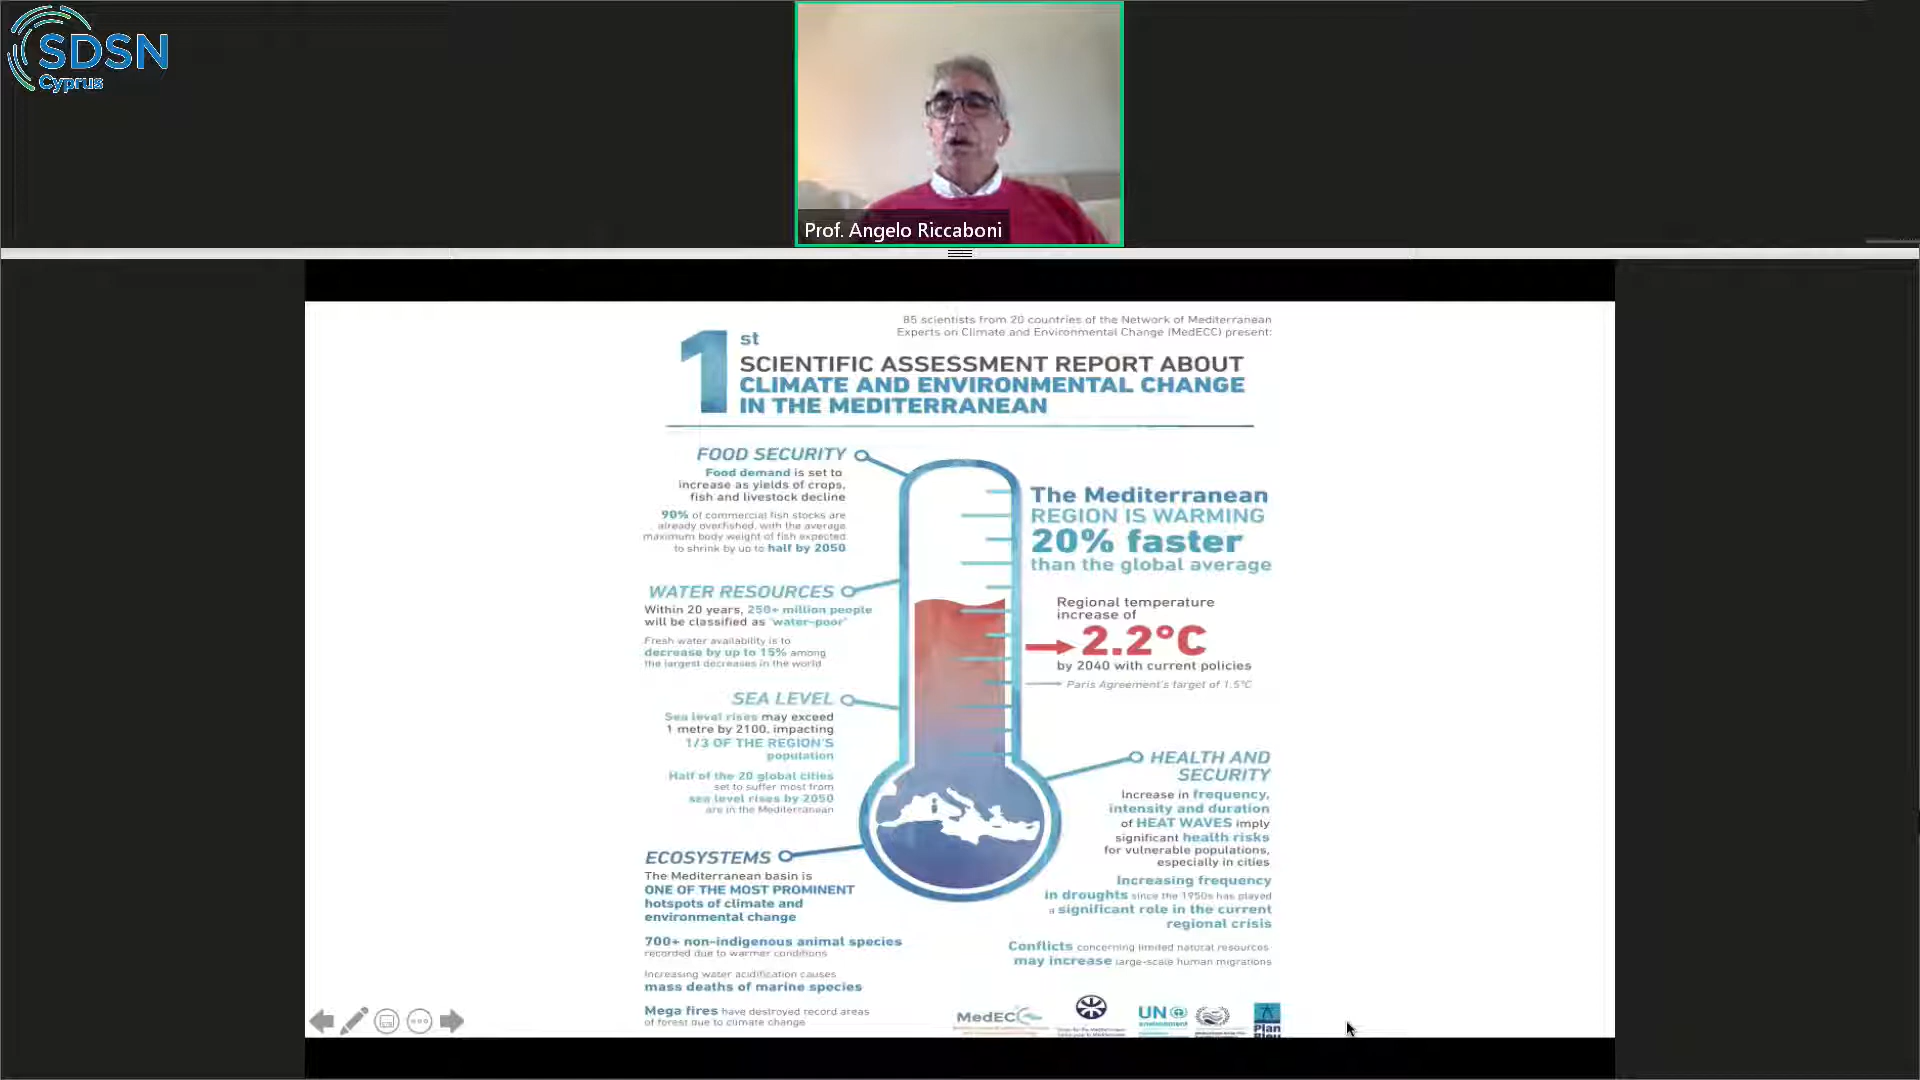 SDSN
Cyprus
Prof. Angelo Riccaboni
85 scientists from 20 countries of the Network of Mediterranean
Experts on Climate and Environmental Change (MedECC) present:
1st
SCIENTIFIC ASSESSMENT REPORT ABOUT
CLIMATE AND ENVIRONMENTAL CHANGE
IN THE MEDITERRANEAN
FOOD SECURITY
Food demand is set to
increase as yields of crops,
fish and livestock decline
90% of commercial fish stocks are
already overfished, with the average
maximum body weight of fish expected
to shrink by up to half by 2050
WATER RESOURCES
Within 20 years, 250+ million people
will be classified as "water-poor"
Fresh water availability is to
decrease by up to 15% among
the largest decreases in the world
SEA LEVEL
Sea level rises may exceed
1 metre by 2100, impacting
1/3 OF THE REGION'S
population
Half of the 20 global cities
set to suffer most from
sea level rises by 2050
are in the Mediterranean
ECOSYSTEMS
The Mediterranean basin is
ONE OF THE MOST PROMINENT
hotspots of climate and
environmental change
700+ non-indigenous animal species
recorded due to warmer conditions
Increasing water acidification causes
mass deaths of marine species
Mega fires have destroyed record areas
of forest due to climate change
The Mediterranean
REGION IS WARMING
20% faster
than the global average
Regional temperature
increase of
2.2°C
by 2040 with current policies
Paris Agreement's target of 1.5°C
HEALTH AND
SECURITY
Increase in frequency,
intensity and duration
of HEAT WAVES imply
significant health risks
for vulnerable populations,
especially in cities
Increasing frequency
in droughts since the 1950s has played
a significant role in the current
regional crisis
Conflicts concerning limited natural resources
may increase large-scale human migrations
MedECC
UN
environment
Plan
Bleu